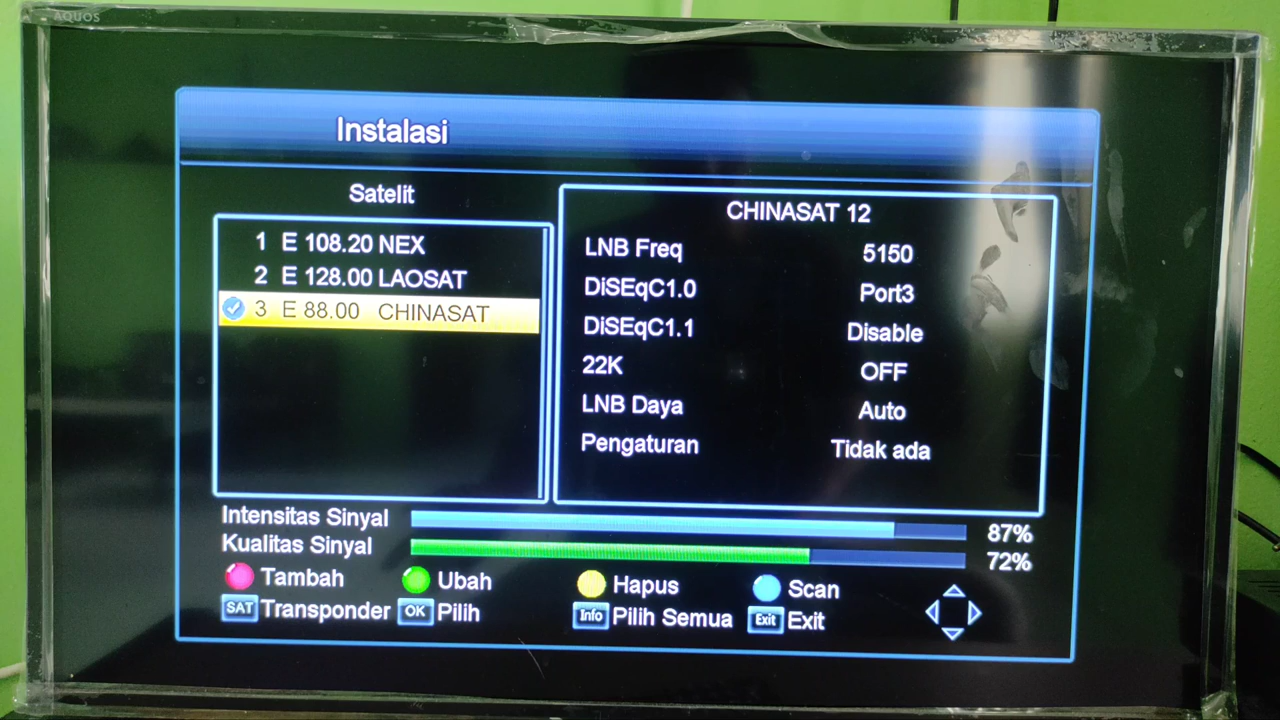 AQUOS
Instalasi
Satelit
1 E 108.20 NEX
2 E 128.00 LAOSAT
3 E 88.00 CHINASAT
CHINASAT 12
LNB Freq 5150
DiSEqC1.0 Port3
DiSEqC1.1 Disable
22K OFF
LNB Daya Auto
Pengaturan Tidak ada
Intensitas Sinyal 87%
Kualitas Sinyal 72%
Tambah Ubah Hapus Scan
SAT Transponder OK Pilih Info Pilih Semua Exit Exit